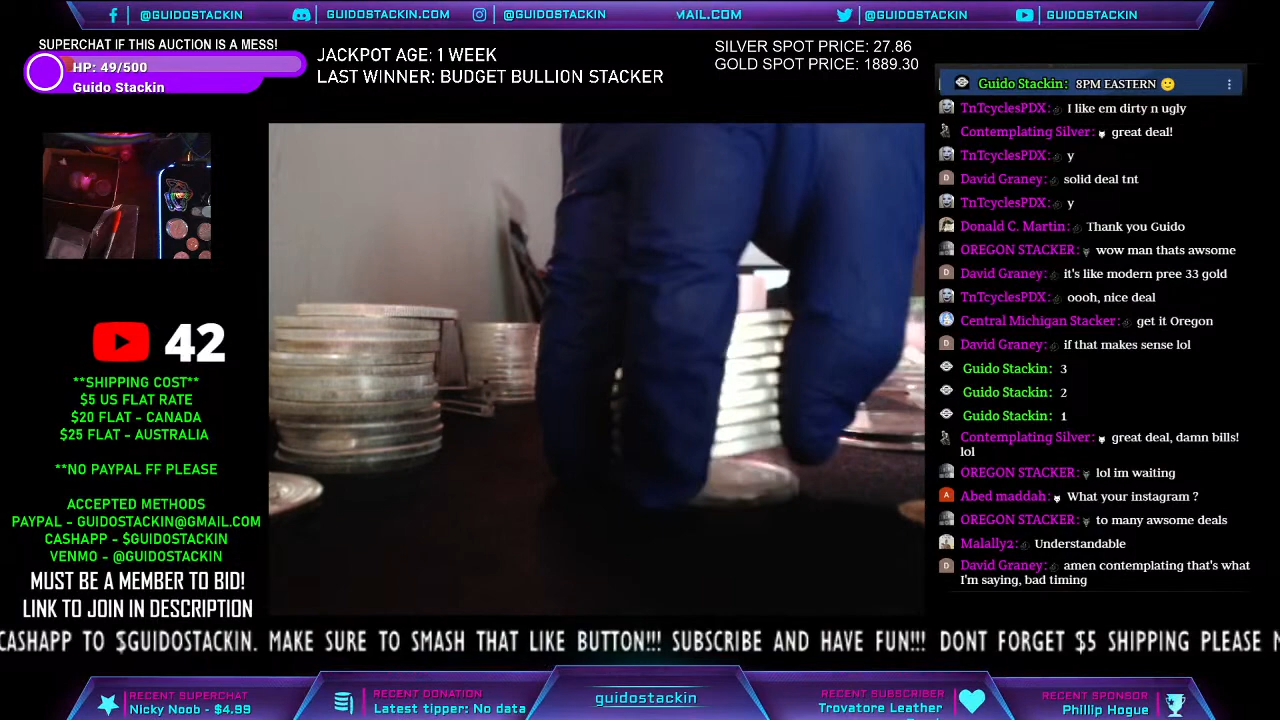 @GUIDOSTACKIN
GUIDOSTACKIN.COM
@GUIDOSTACKIN
MAIL.COM
@GUIDOSTACKIN
GUIDOSTACKIN
SUPERCHAT IF THIS AUCTION IS A MESS!
HP: 49/500
Guido Stackin
JACKPOT AGE: 1 WEEK
LAST WINNER: BUDGET BULLION STACKER
SILVER SPOT PRICE: 27.86
GOLD SPOT PRICE: 1889.30
42
**SHIPPING COST**
$5 US FLAT RATE
$20 FLAT - CANADA
$25 FLAT - AUSTRALIA
**NO PAYPAL FF PLEASE
ACCEPTED METHODS
PAYPAL - GUIDOSTACKIN@GMAIL.COM
CASHAPP - $GUIDOSTACKIN
VENMO - @GUIDOSTACKIN
MUST BE A MEMBER TO BID!
LINK TO JOIN IN DESCRIPTION
Guido Stackin: 8PM EASTERN 🙂
TnTcyclesPDX: I like em dirty n ugly
Contemplating Silver: great deal!
TnTcyclesPDX: y
David Graney: solid deal tnt
TnTcyclesPDX: y
Donald C. Martin: Thank you Guido
OREGON STACKER: wow man thats awsome
David Graney: it's like modern pree 33 gold
TnTcyclesPDX: oooh, nice deal
Central Michigan Stacker: get it Oregon
David Graney: if that makes sense lol
Guido Stackin: 3
Guido Stackin: 2
Guido Stackin: 1
Contemplating Silver: great deal, damn bills!
lol
OREGON STACKER: lol im waiting
Abed maddah: What your instagram ?
OREGON STACKER: to many awsome deals
Malally2: Understandable
David Graney: amen contemplating that's what
I'm saying, bad timing
CASHAPP TO $GUIDOSTACKIN. MAKE SURE TO SMASH THAT LIKE BUTTON!!! SUBSCRIBE AND HAVE FUN!!! DONT FORGET $5 SHIPPING PLEASE
RECENT SUPERCHAT
Nicky Noob - $4.99
RECENT DONATION
Latest tipper: No data
guidostackin
RECENT SUBSCRIBER
Trovatore Leather
RECENT SPONSOR
Phillip Hogue